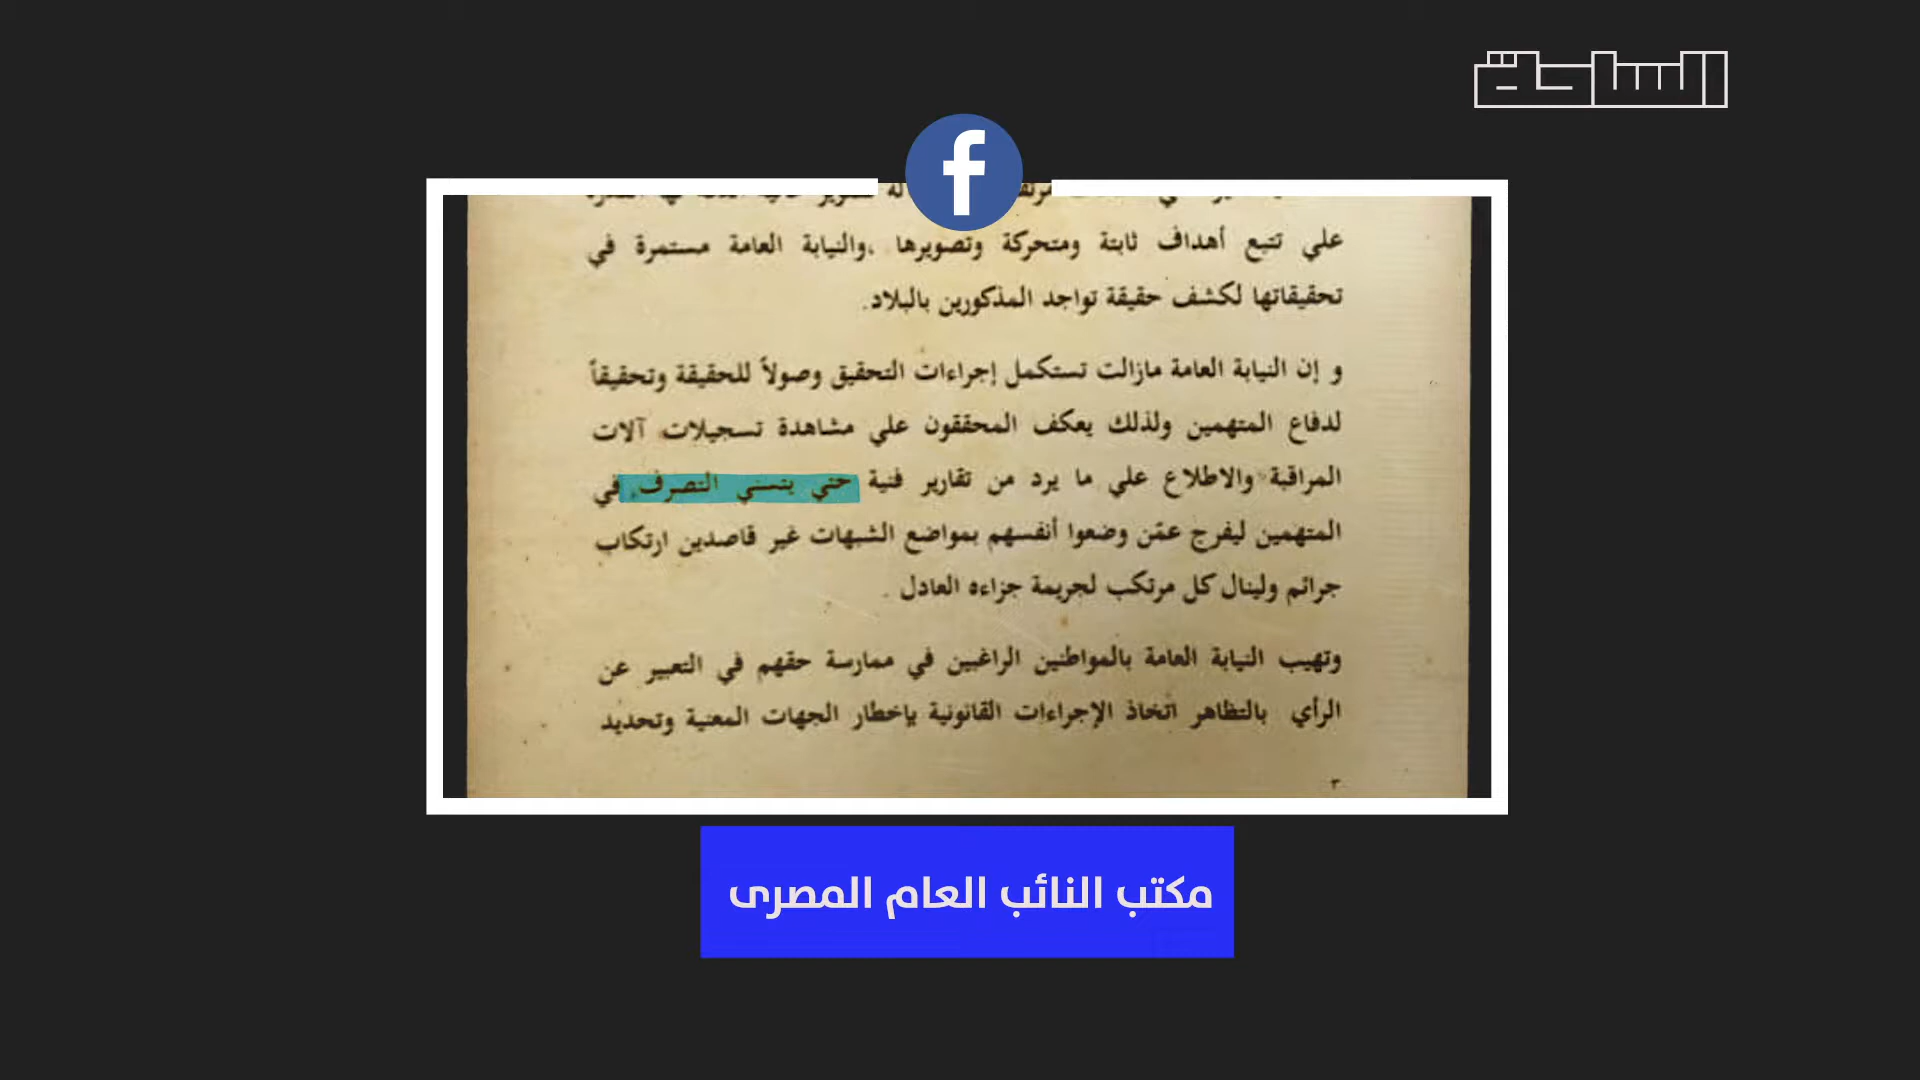 الساحة
علي تتبع أهداف ثابتة ومتحركة وتصويرها ،والنيابة العامة مستمرة في
تحقيقاتها لكشف حقيقة تواجد المذكورين بالبلاد.
و إن النيابة العامة مازالت تستكمل إجراءات التحقيق وصولاً للحقيقة وتحقيقاً
لدفاع المتهمين ولذلك يعكف المحققون علي مشاهدة تسجيلات آلات
المراقبة والاطلاع علي ما يرد من تقارير فنية حتي يتسني التصرف في
المتهمين ليفرج عمّن وضعوا أنفسهم بمواضع الشبهات غير قاصدين ارتكاب
جرائم ولينال كل مرتكب لجريمة جزاءه العادل .
وتهيب النيابة العامة بالمواطنين الراغبين في ممارسة حقهم في التعبير عن
الرأي بالتظاهر اتخاذ الإجراءات القانونية بإخطار الجهات المعنية وتحديد
٣
مكتب النائب العام المصرى